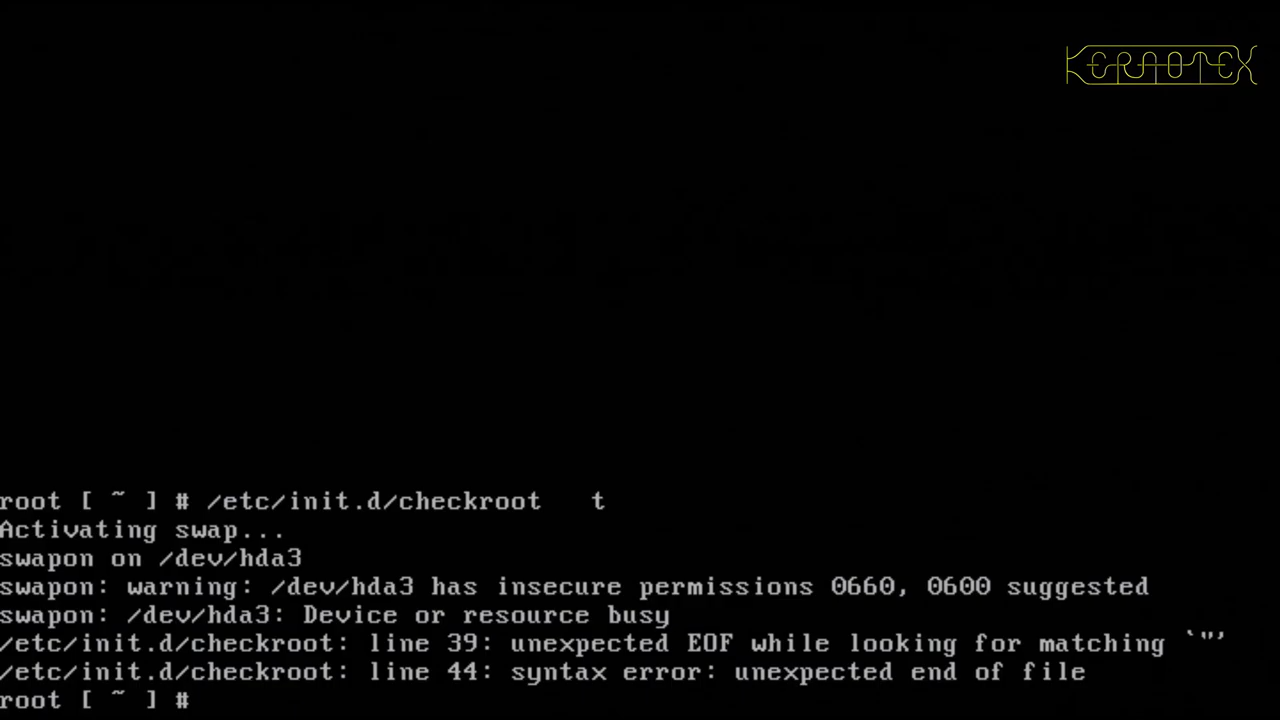 KERNOTEX
root [ ~ ] # /etc/init.d/checkroot   t
Activating swap...
swapon on /dev/hda3
swapon: warning: /dev/hda3 has insecure permissions 0660, 0600 suggested
swapon: /dev/hda3: Device or resource busy
/etc/init.d/checkroot: line 39: unexpected EOF while looking for matching `"'
/etc/init.d/checkroot: line 44: syntax error: unexpected end of file
root [ ~ ] #